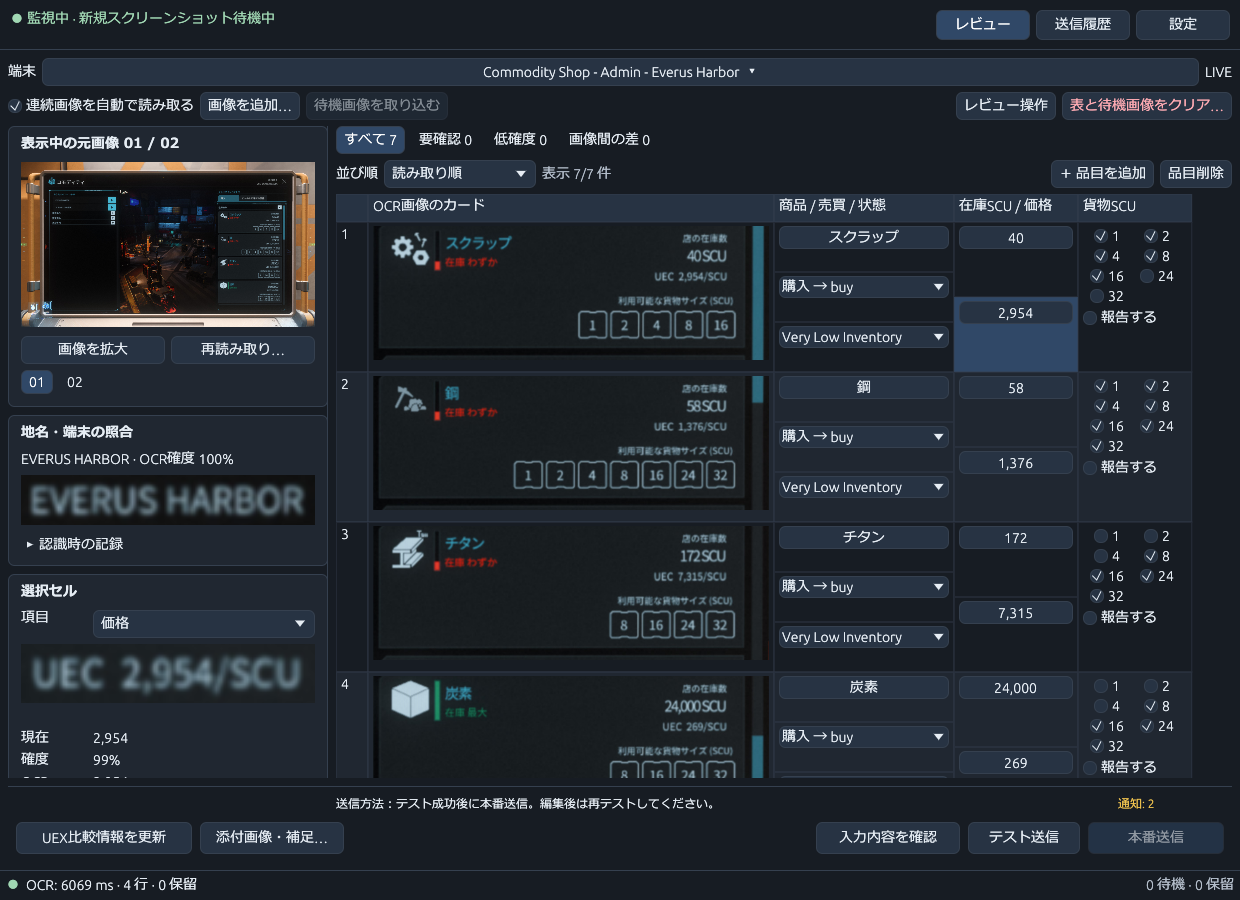 監視中 · 新規スクリーンショット待機中
レビュー
送信履歴
設定
端末
Commodity Shop - Admin - Everus Harbor
LIVE
連続画像を自動で読み取る
画像を追加...
待機画像を取り込む
レビュー操作
表と待機画像をクリア...
表示中の元画像 01 / 02
画像を拡大
再読み取り...
01
02
地名・端末の照合
EVERUS HARBOR · OCR確度 100%
EVERUS HARBOR
認識時の記録
選択セル
項目
価格
UEC 2,954/SCU
現在
2,954
確度
99%
すべて 7
要確認 0
低確度 0
画像間の差 0
並び順
読み取り順
表示 7/7 件
+ 品目を追加
品目削除
OCR画像のカード
商品 / 売買 / 状態
在庫SCU / 価格
貨物SCU
1
スクラップ
在庫 わずか
店の在庫数
40SCU
UEC 2,954/SCU
利用可能な貨物サイズ (SCU)
1 2 4 8 16
スクラップ
購入 → buy
Very Low Inventory
40
2,954
1 2
4 8
16 24
32
報告する
2
鋼
在庫 わずか
店の在庫数
58SCU
UEC 1,376/SCU
利用可能な貨物サイズ (SCU)
1 2 4 8 16 24 32
鋼
購入 → buy
Very Low Inventory
58
1,376
1 2
4 8
16 24
32
報告する
3
チタン
在庫 わずか
店の在庫数
172SCU
UEC 7,315/SCU
利用可能な貨物サイズ (SCU)
8 16 24 32
チタン
購入 → buy
Very Low Inventory
172
7,315
1 2
4 8
16 24
32
報告する
4
炭素
在庫 最大
店の在庫数
24,000SCU
UEC 269/SCU
利用可能な貨物サイズ (SCU)
8 16 24 32
炭素
購入 → buy
24,000
269
1 2
4 8
16 24
32
報告する
送信方法：テスト成功後に本番送信。編集後は再テストしてください。
通知: 2
UEX比較情報を更新
添付画像・補足...
入力内容を確認
テスト送信
本番送信
OCR: 6069 ms · 4 行 · 0 保留
0 待機 · 0 保留